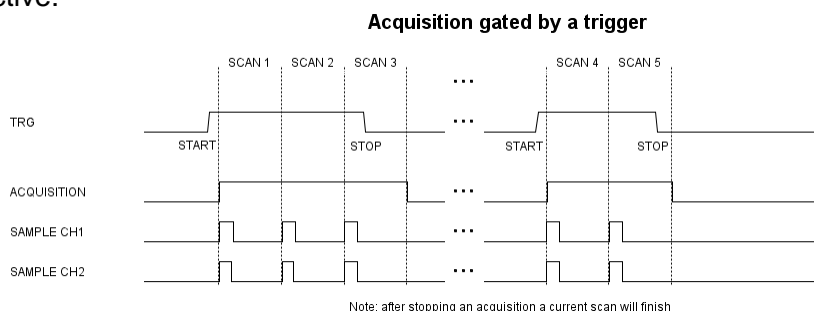 Acquisition gated by a trigger
SCAN 1 SCAN 2 SCAN 3 ... SCAN 4 SCAN 5
TRG ...
START STOP START STOP
ACQUISITION ...
SAMPLE CH1 ...
SAMPLE CH2 ...
Note: after stopping an acquisition a current scan will finish